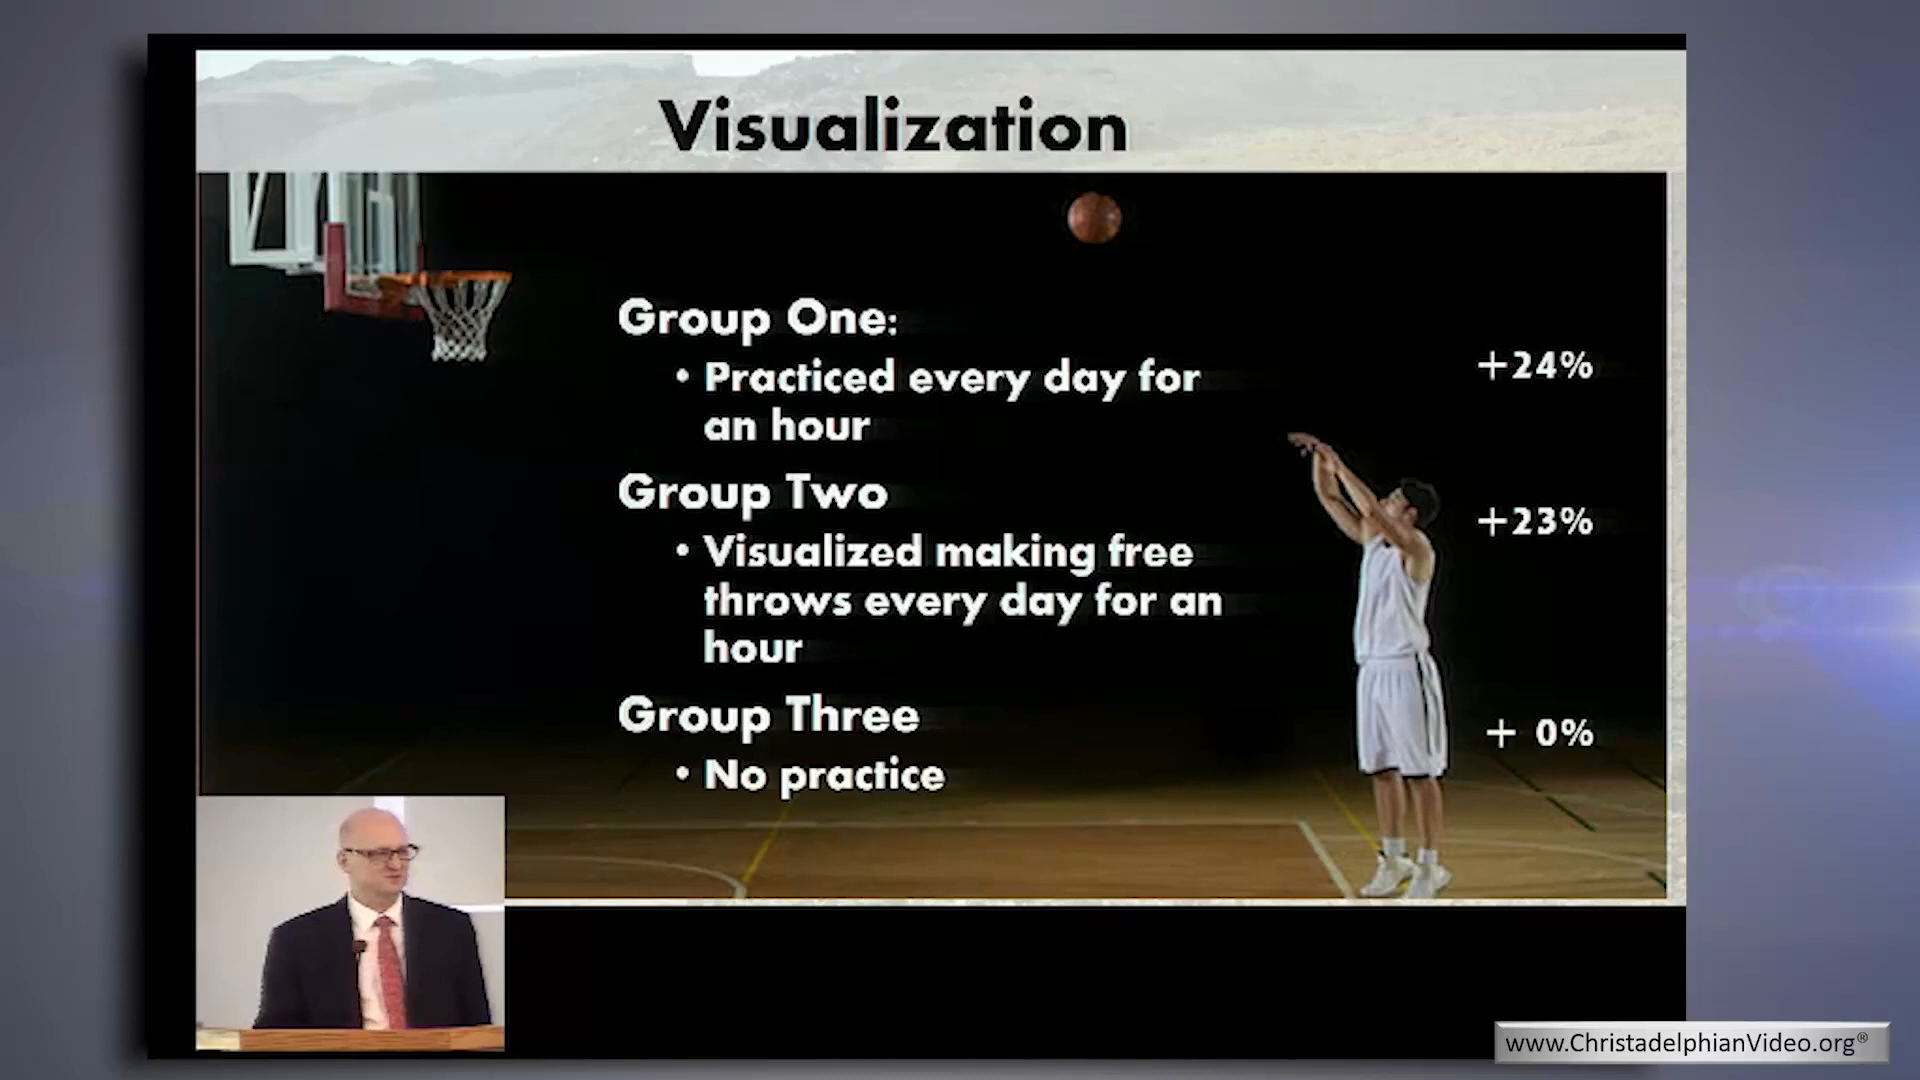 Visualization
Group One:
• Practiced every day for
an hour
+24%
Group Two
• Visualized making free
throws every day for an
hour
+23%
Group Three
• No practice
+ 0%
www.ChristadelphianVideo.org®